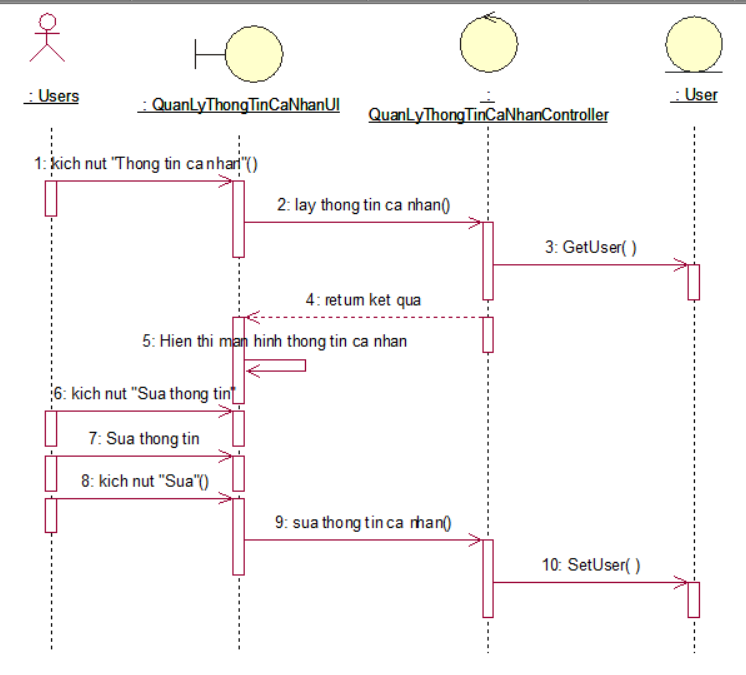 : Users
: QuanLyThongTinCaNhanUI
:
QuanLyThongTinCaNhanController
: User
1: kich nut "Thong tin ca nhan"()
2: lay thong tin ca nhan()
3: GetUser( )
4: return ket qua
5: Hien thi man hinh thong tin ca nhan
6: kich nut "Sua thong tin"
7: Sua thong tin
8: kich nut "Sua"()
9: sua thong tin ca nhan()
10: SetUser( )